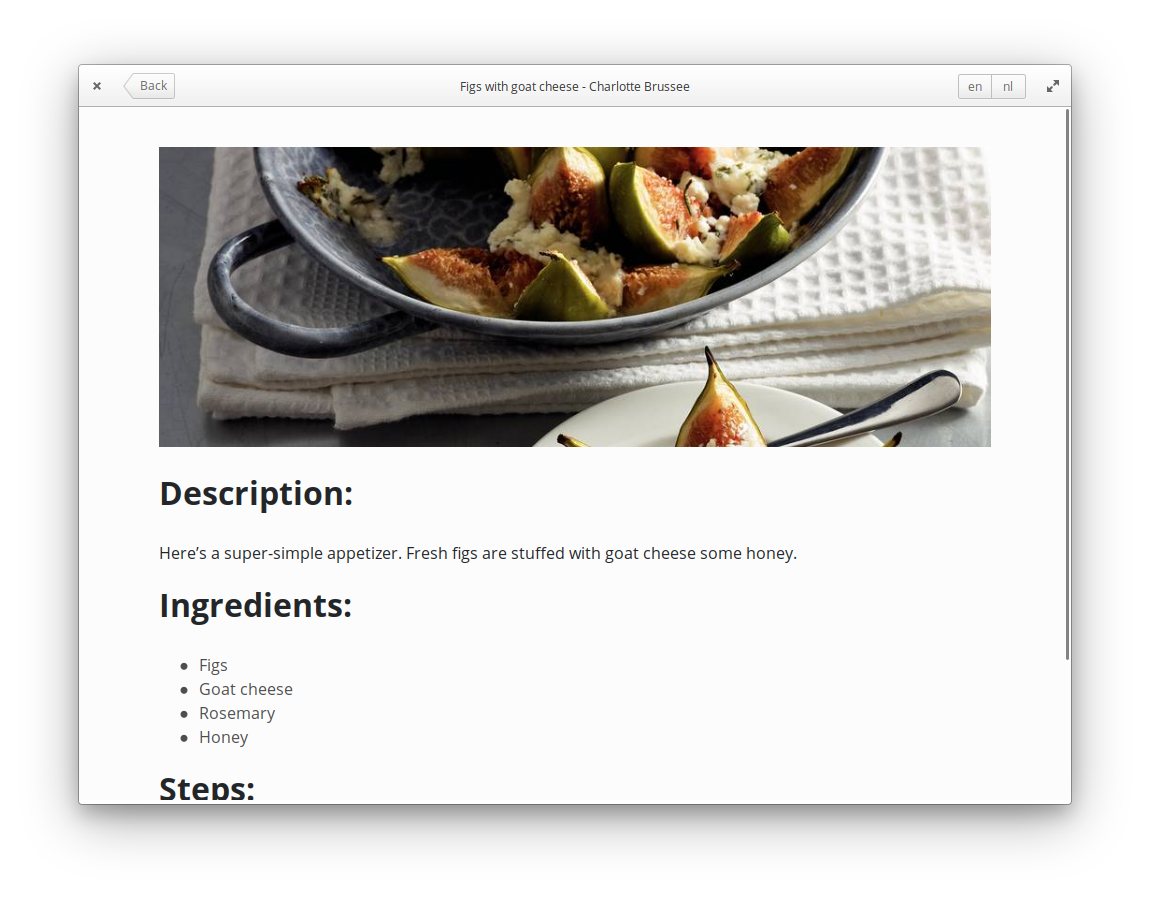 Back
Figs with goat cheese - Charlotte Brussee
en
nl
Description:
Here’s a super-simple appetizer. Fresh figs are stuffed with goat cheese some honey.
Ingredients:
Figs
Goat cheese
Rosemary
Honey
Steps: